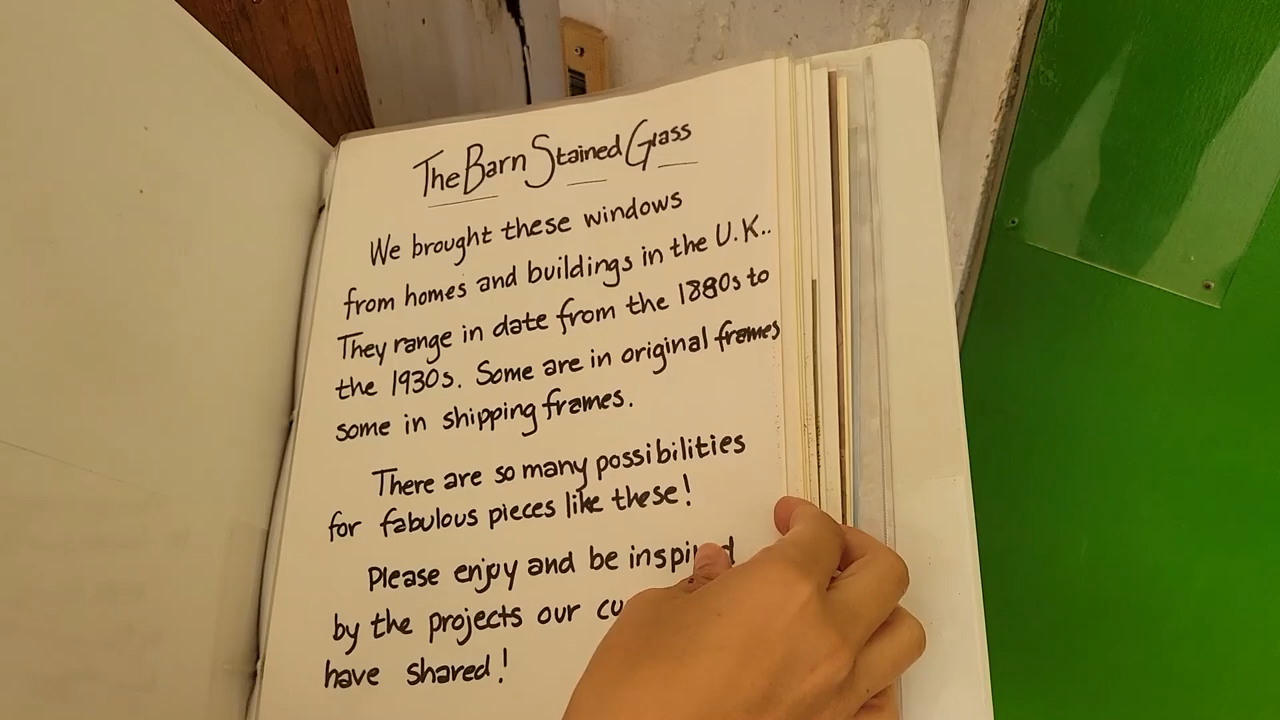 The Barn Stained Glass
We brought these windows
from homes and buildings in the U.K..
They range in date from the 1880s to
the 1930s. Some are in original frames
some in shipping frames.
There are so many possibilities
for fabulous pieces like these!
Please enjoy and be inspired
by the projects our
have shared!